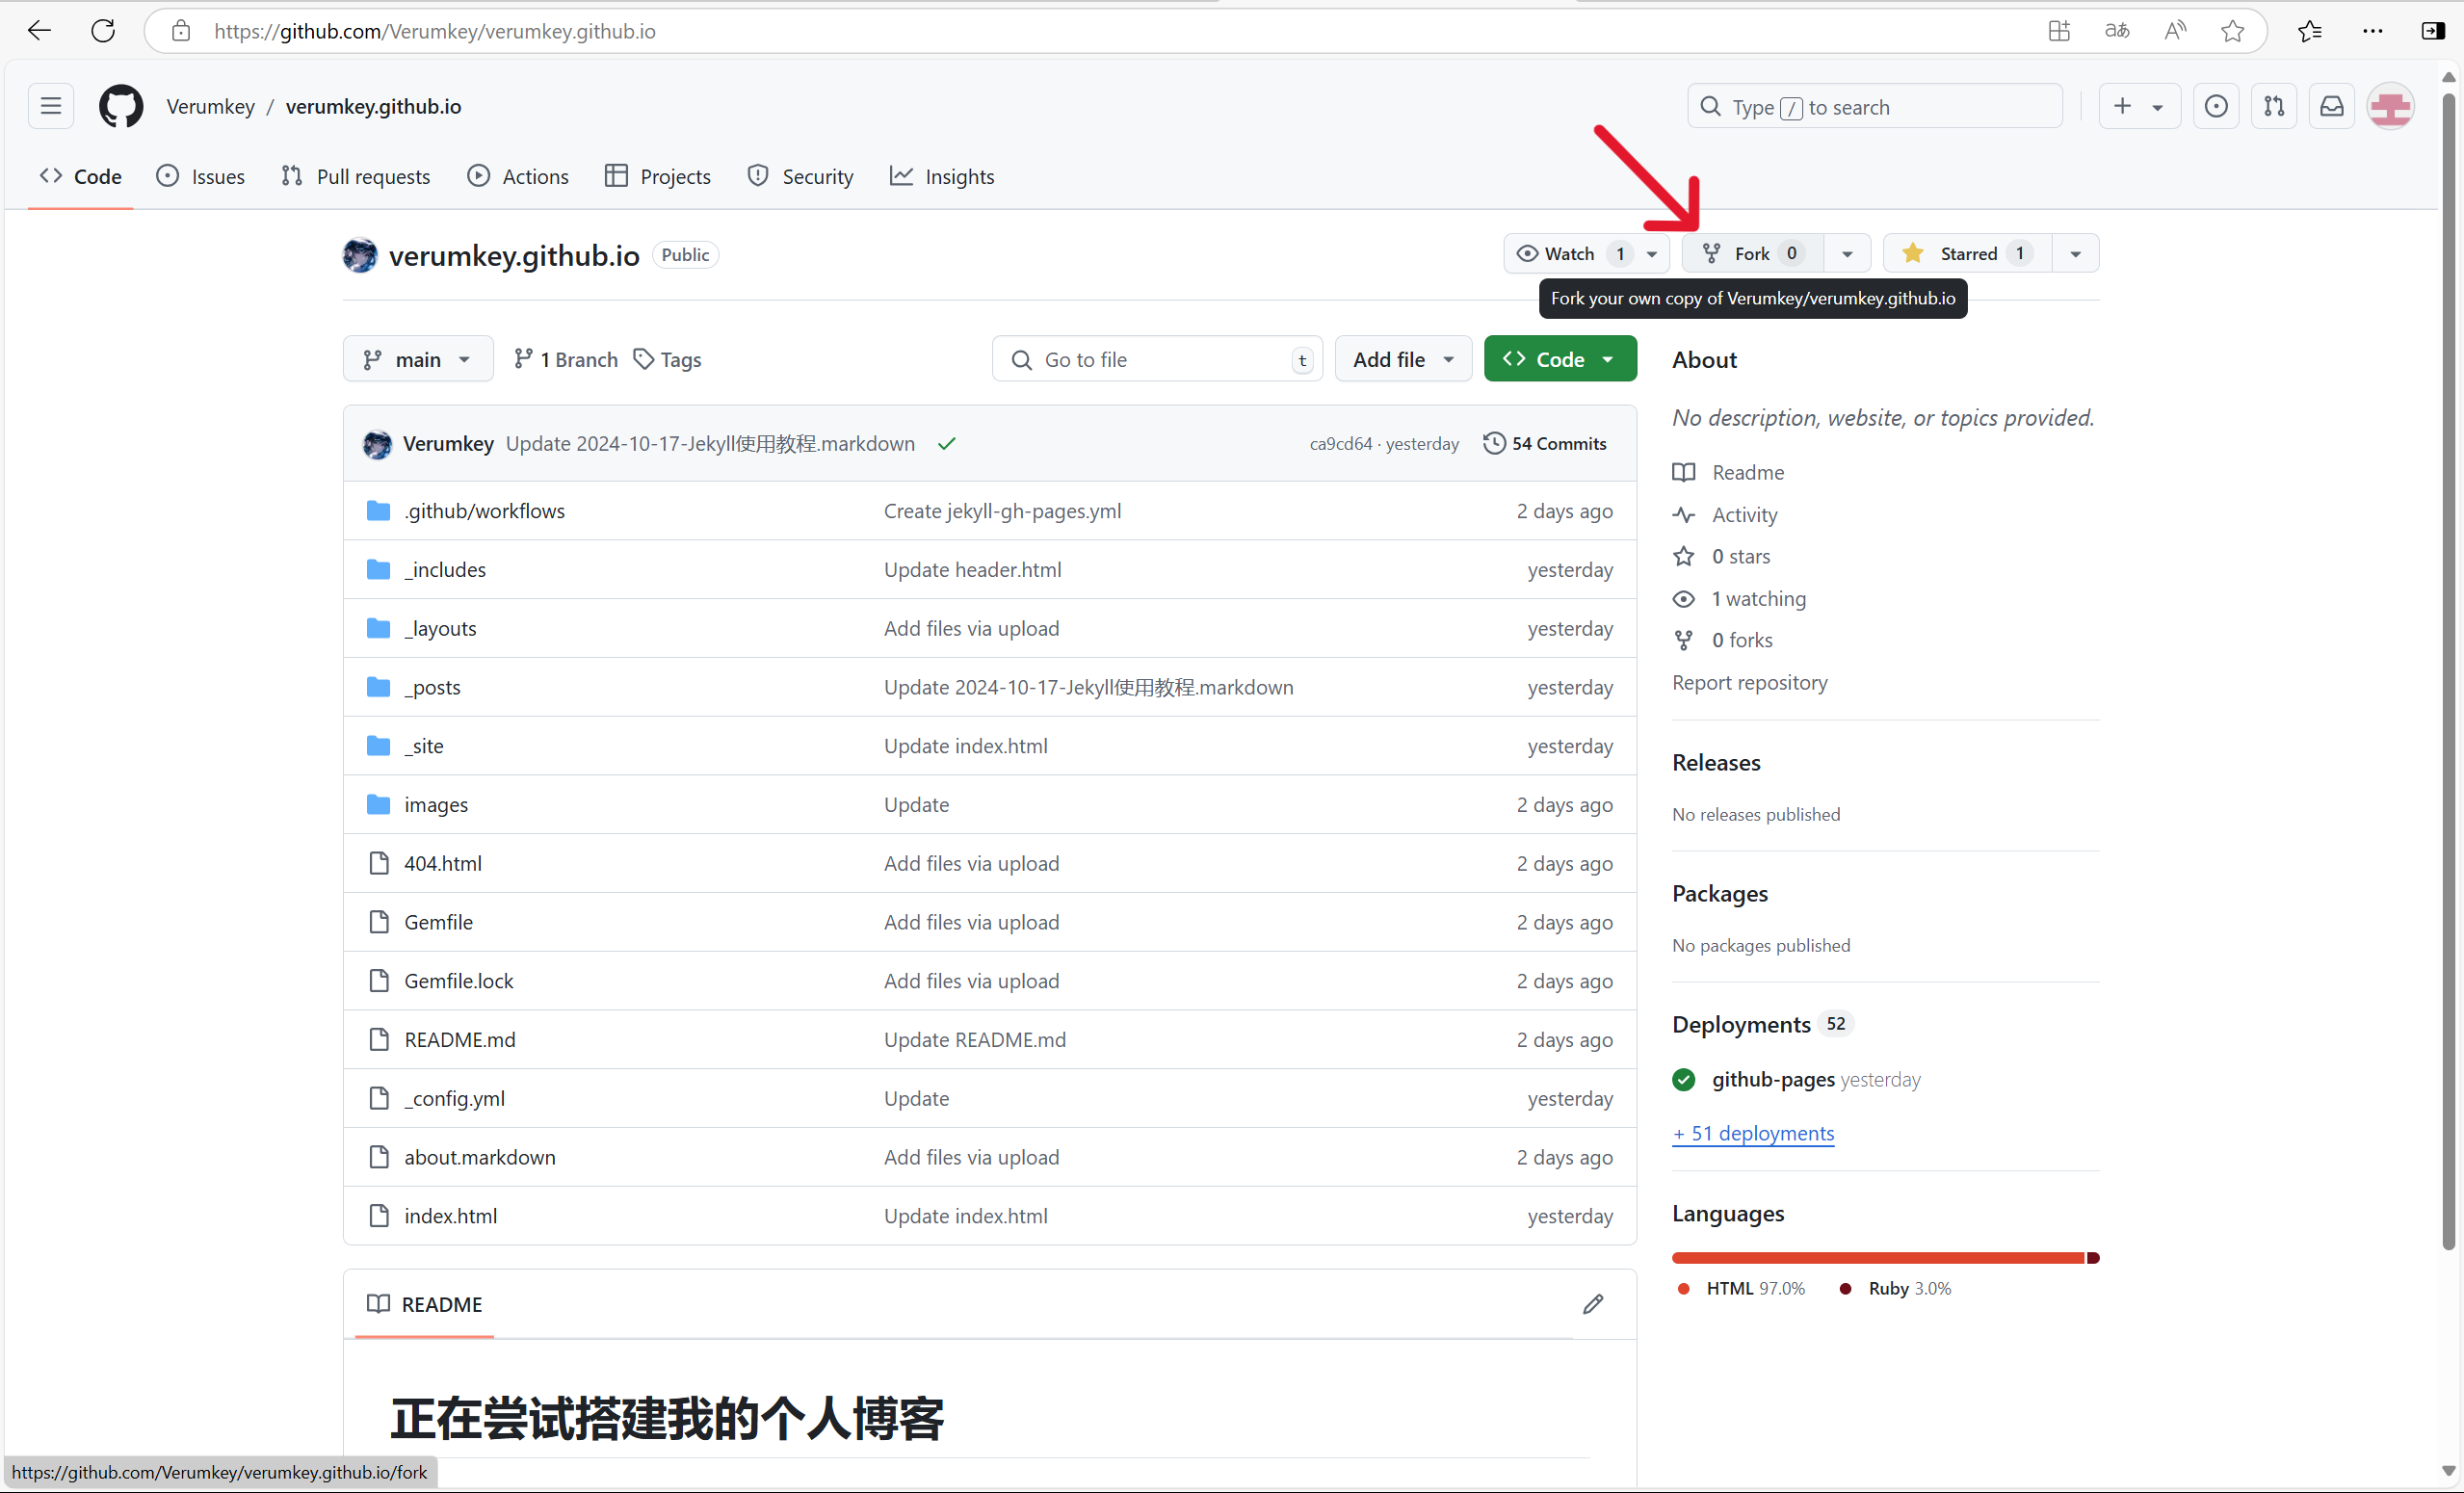 https://github.com/Verumkey/verumkey.github.io
Verumkey / verumkey.github.io
Type / to search
Code Issues Pull requests Actions Projects Security Insights
verumkey.github.io Public
Watch 1 Fork 0 Starred 1
Fork your own copy of Verumkey/verumkey.github.io
main 1 Branch Tags Go to file t Add file Code
Verumkey Update 2024-10-17-Jekyll使用教程.markdown ca9cd64 · yesterday 54 Commits
.github/workflows Create jekyll-gh-pages.yml 2 days ago
_includes Update header.html yesterday
_layouts Add files via upload yesterday
_posts Update 2024-10-17-Jekyll使用教程.markdown yesterday
_site Update index.html yesterday
images Update 2 days ago
404.html Add files via upload 2 days ago
Gemfile Add files via upload 2 days ago
Gemfile.lock Add files via upload 2 days ago
README.md Update README.md 2 days ago
_config.yml Update yesterday
about.markdown Add files via upload 2 days ago
index.html Update index.html yesterday
README
正在尝试搭建我的个人博客
About
No description, website, or topics provided.
Readme
Activity
0 stars
1 watching
0 forks
Report repository
Releases
No releases published
Packages
No packages published
Deployments 52
github-pages yesterday
+ 51 deployments
Languages
HTML 97.0% Ruby 3.0%
https://github.com/Verumkey/verumkey.github.io/fork